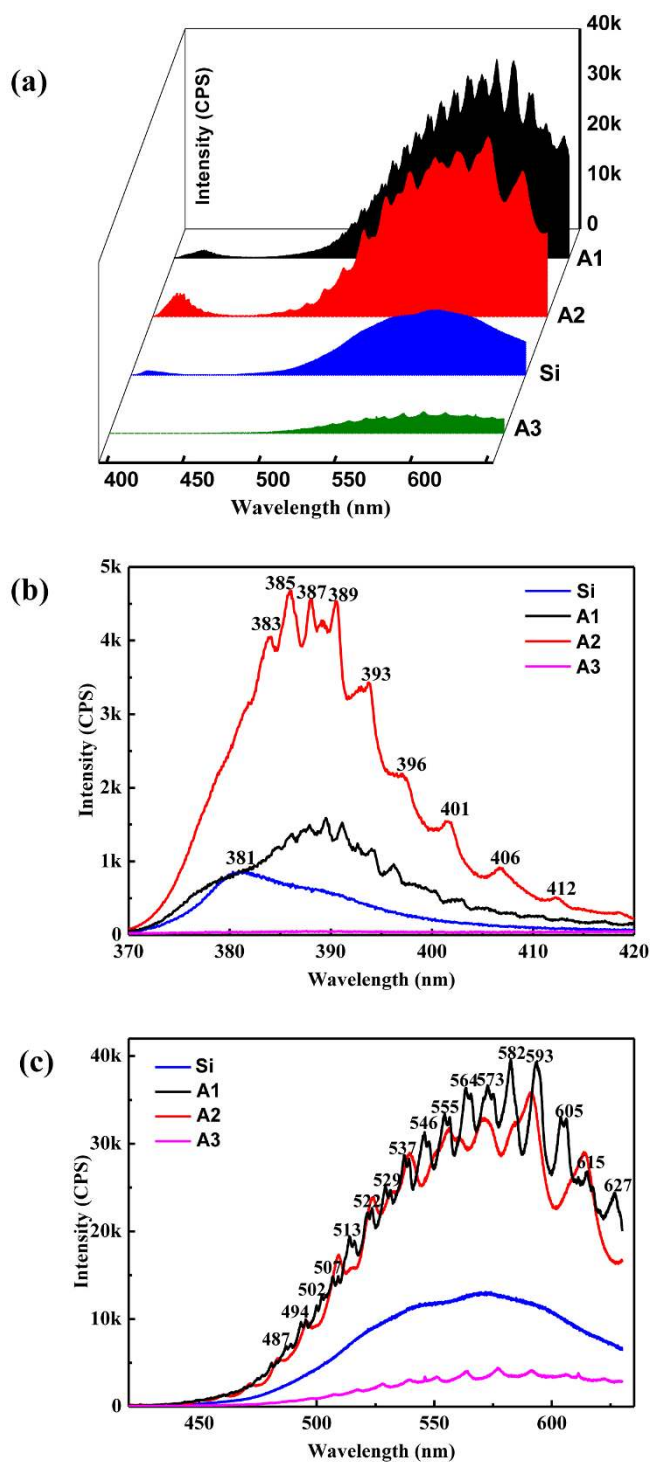 (a)
Intensity (CPS)
40k
30k
20k
10k
0
A1
A2
Si
A3
400 450 500 550 600
Wavelength (nm)
(b)
5k
4k
3k
2k
1k
0
Intensity (CPS)
385 387 389
383
393
396
401
406
412
381
Si
A1
A2
A3
370 380 390 400 410 420
Wavelength (nm)
(c)
40k
30k
20k
10k
0
Intensity (CPS)
Si
A1
A2
A3
582
593
564 573
555
546
537
529
522
513
507
502
494
487
605
615
627
450 500 550 600
Wavelength (nm)